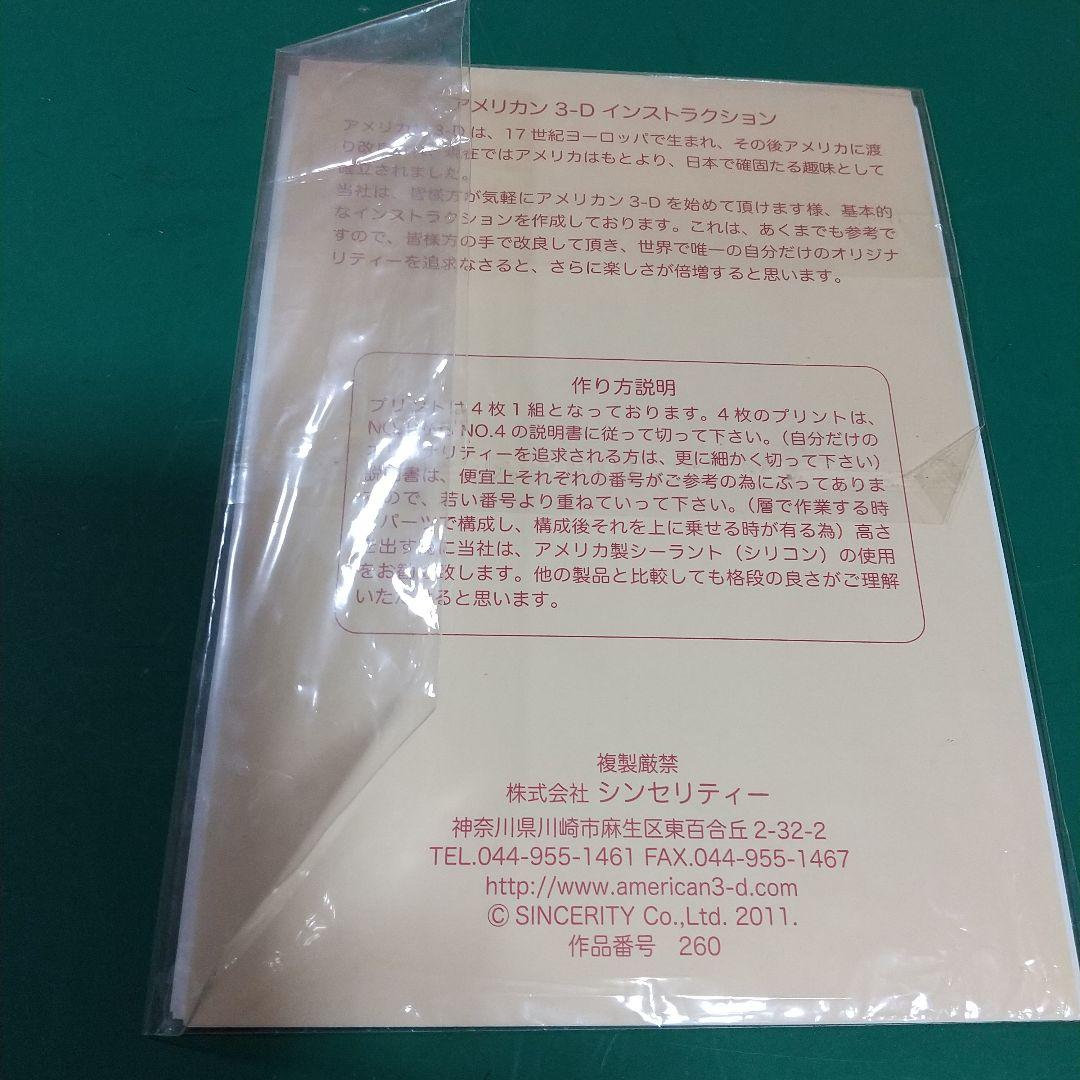 アメリカン 3-D インストラクション
アメリカン 3-D は、17 世紀ヨーロッパで生まれ、その後アメリカに渡
り改良され、現在ではアメリカはもとより、日本で確固たる趣味として
確立されました。
当社は、皆様方が気軽にアメリカン 3-D を始めて頂けます様、基本的
なインストラクションを作成しております。これは、あくまでも参考で
すので、皆様方の手で改良して頂き、世界で唯一の自分だけのオリジナ
リティーを追求なさると、さらに楽しさが倍増すると思います。
作り方説明
プリントは 4 枚 1 組となっております。4 枚のプリントは、
NO.1から NO.4 の説明書に従って切って下さい。（自分だけの
オリジナリティーを追求される方は、更に細かく切って下さい）
説明書は、便宜上それぞれの番号がご参考の為にふってありま
すので、若い番号より重ねていって下さい。（層で作業する時
パーツで構成し、構成後それを上に乗せる時が有る為）高さ
を出す為に当社は、アメリカ製シーラント（シリコン）の使用
をお勧め致します。他の製品と比較しても格段の良さがご理解
いただけると思います。
複製厳禁
株式会社 シンセリティー
神奈川県川崎市麻生区東百合丘 2-32-2
TEL.044-955-1461 FAX.044-955-1467
http://www.american3-d.com
© SINCERITY Co.,Ltd. 2011.
作品番号　260